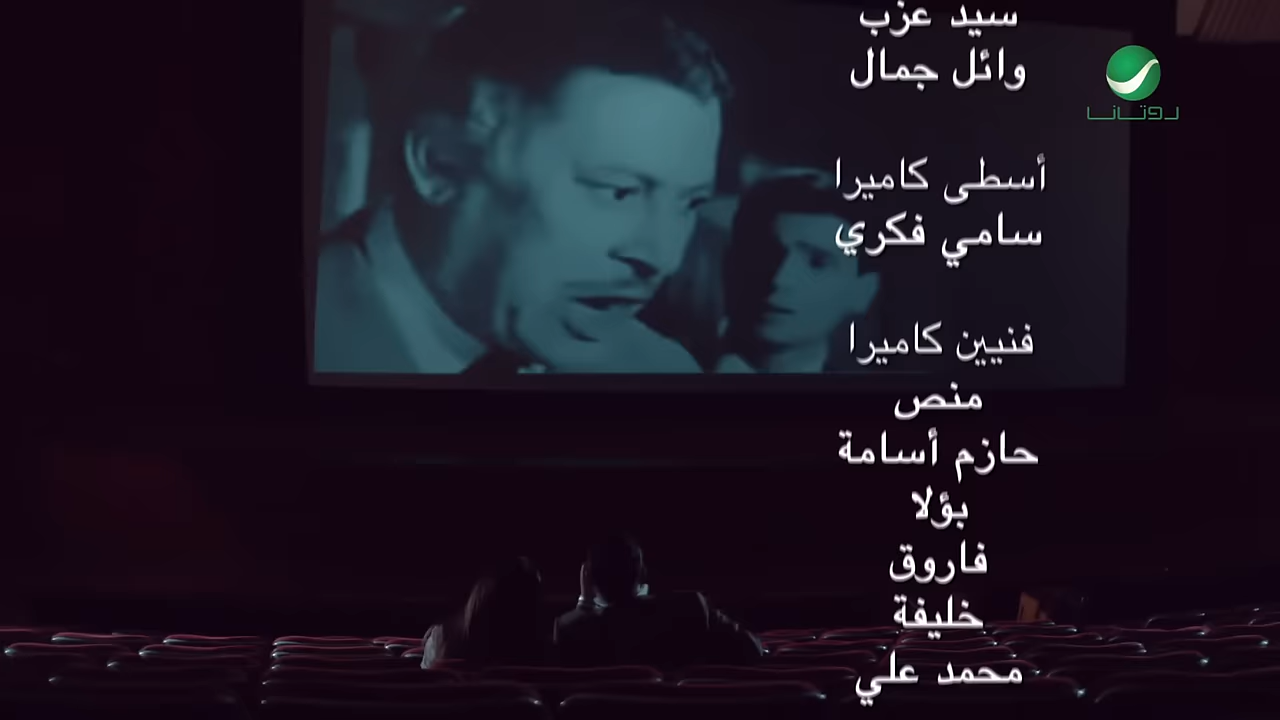 سيد عزب
وائل جمال
روتانا
أسطى كاميرا
سامي فكري
فنيين كاميرا
منص
حازم أسامة
بؤلا
فاروق
خليفة
محمد علي